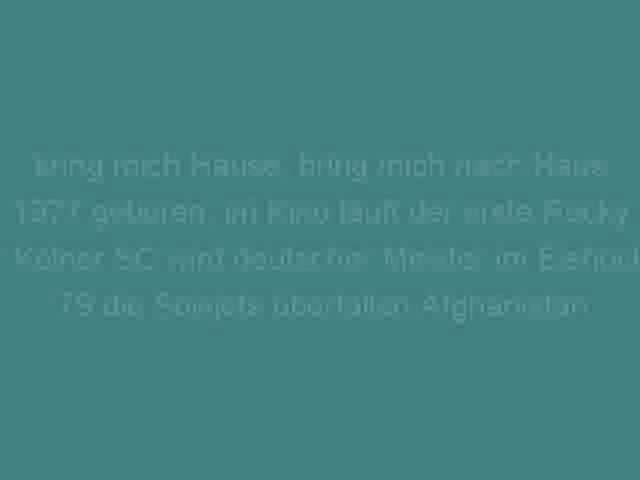 bring mich Hause, bring mich nach Haus
1977 geboren, im Kino läuft der erste Rocky
Kölner SC wird deutscher Meister im
79 die Sowjets überfallen Afghanistan